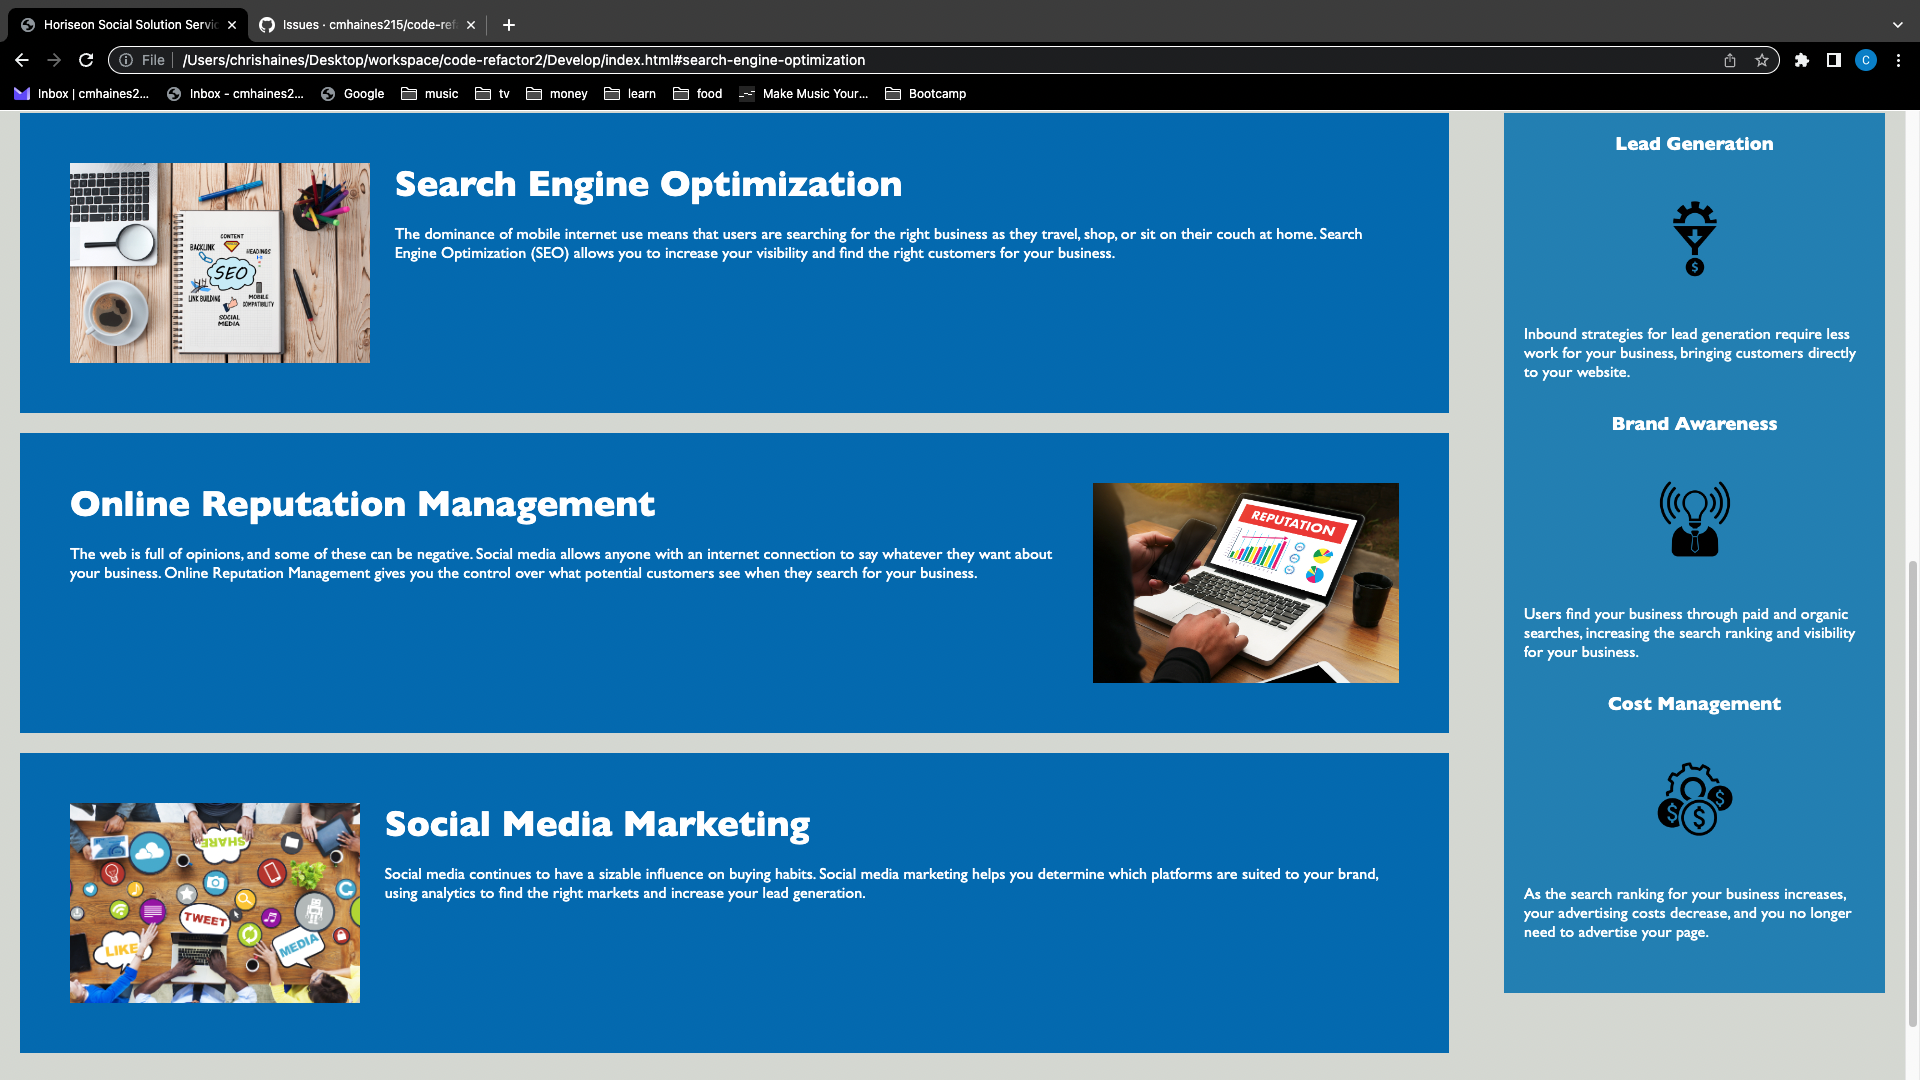 Horiseon Social Solution Servic
Issues · cmhaines215/code-ref
File
/Users/chrishaines/Desktop/workspace/code-refactor2/Develop/index.html#search-engine-optimization
C
Inbox | cmhaines2...
Inbox - cmhaines2...
Google
music
tv
money
learn
food
Make Music Your...
Bootcamp
Search Engine Optimization
The dominance of mobile internet use means that users are searching for the right business as they travel, shop, or sit on their couch at home. Search
Engine Optimization (SEO) allows you to increase your visibility and find the right customers for your business.
CONTENT
BACKLINK
HEADINGS
SEO
LINK BUILDING
MOBILE
COMPATIBILITY
SOCIAL
MEDIA
Online Reputation Management
The web is full of opinions, and some of these can be negative. Social media allows anyone with an internet connection to say whatever they want about
your business. Online Reputation Management gives you the control over what potential customers see when they search for your business.
REPUTATION
Social Media Marketing
Social media continues to have a sizable influence on buying habits. Social media marketing helps you determine which platforms are suited to your brand,
using analytics to find the right markets and increase your lead generation.
SHARE
TWEET
LIKE
MEDIA
Lead Generation
$
Inbound strategies for lead generation require less
work for your business, bringing customers directly
to your website.
Brand Awareness
Users find your business through paid and organic
searches, increasing the search ranking and visibility
for your business.
Cost Management
$ $ $
As the search ranking for your business increases,
your advertising costs decrease, and you no longer
need to advertise your page.